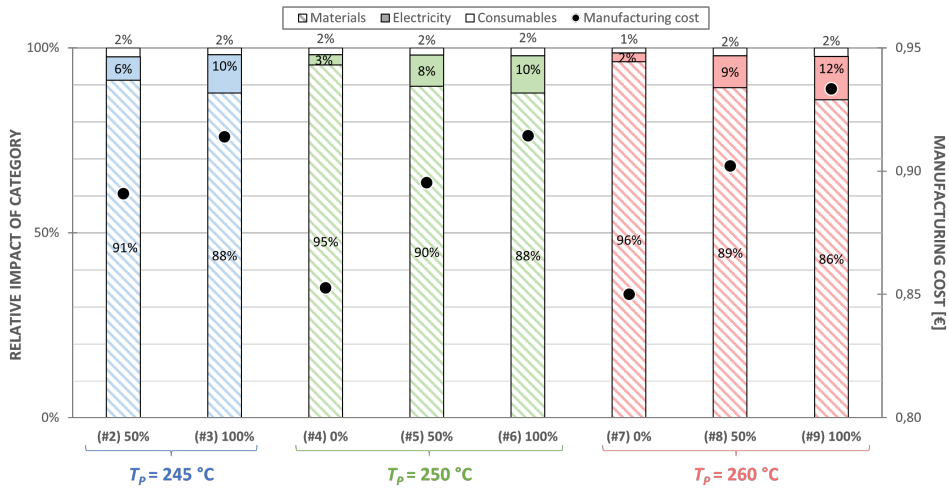 Materials Electricity Consumables Manufacturing cost
100% 2% 2% 2% 2% 2% 1% 2% 2% 0,95
6% 10% 3% 8% 10% 2% 9% 12%
0,90
50% 91% 88% 95% 90% 88% 96% 89% 86%
0,85
0% 0,80
RELATIVE IMPACT OF CATEGORY
MANUFACTURING COST [€]
(#2) 50% (#3) 100% (#4) 0% (#5) 50% (#6) 100% (#7) 0% (#8) 50% (#9) 100%
TP = 245 °C TP = 250 °C TP = 260 °C